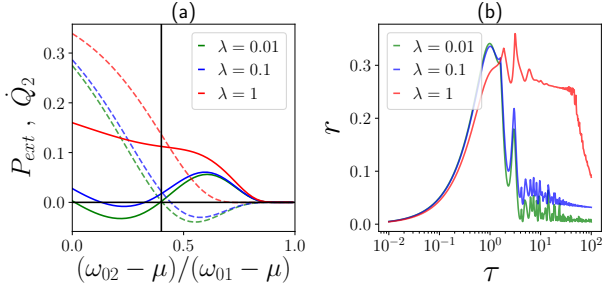 (a)
0.3
0.2
0.1
0.0
P_ext , Q̇_2
λ = 0.01
λ = 0.1
λ = 1
0.0
0.5
1.0
(ω_02 − μ)/(ω_01 − μ)
(b)
0.3
0.2
0.1
0.0
r
λ = 0.01
λ = 0.1
λ = 1
10^−2
10^−1
10^0
10^1
10^2
τ